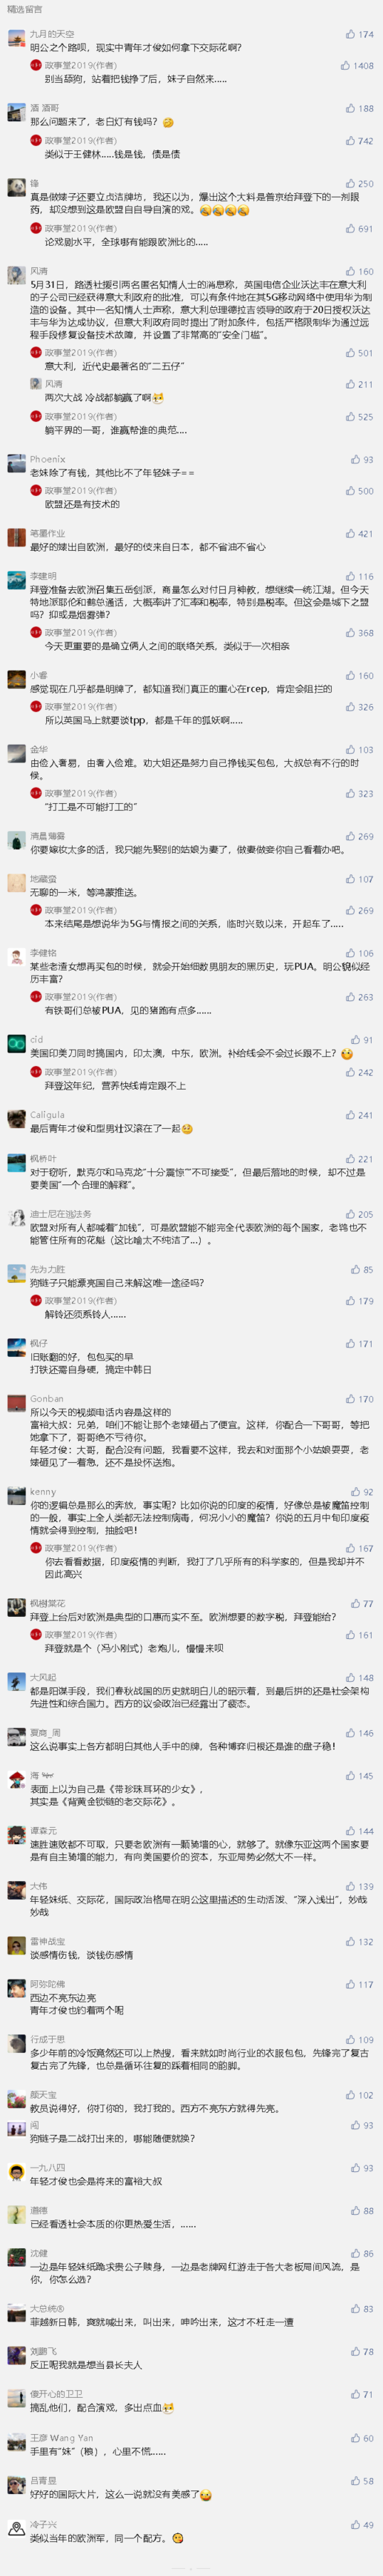 精选留言
九月的天空
174
明公之个路呗，现实中青年才俊如何拿下交际花啊？
政事堂2019(作者)
1408
别当舔狗，站着把钱挣了后，妹子自然来.....
酒 酒哥
188
那么问题来了，老白灯有钱吗？
政事堂2019(作者)
742
类似于王健林.....钱是钱，债是债
锋
250
真是做婊子还要立贞洁牌坊，我还以为，爆出这个大料是普京给拜登下的一剂眼
药，却没想到这是欧盟自导自演的戏。
政事堂2019(作者)
691
论戏剧水平，全球哪有能跟欧洲比的.....
风清
160
5月31日，路透社援引两名匿名知情人士的消息称，英国电信企业沃达丰在意大利
的子公司已经获得意大利政府的批准，可以有条件地在其5G移动网络中使用华为制
造的设备。其中一名知情人士声称，意大利总理德拉吉领导的政府于20日授权沃达
丰与华为达成协议，但意大利政府同时提出了附加条件，包括严格限制华为通过远
程手段修复设备技术故障，并设置了非常高的“安全门槛”。
政事堂2019(作者)
501
意大利，近代史最著名的“二五仔”
风清
211
两次大战 冷战都躺赢了啊
政事堂2019(作者)
525
躺平界的一哥，谁赢帮谁的典范....
Phoenix
93
老妹除了有钱，其他比不了年轻妹子==
政事堂2019(作者)
500
欧盟还是有技术的
笔墨作业
421
最好的婊出自欧洲，最好的伎来自日本，都不省油不省心
李建明
116
拜登准备去欧洲召集五岳剑派，商量怎么对付日月神教，想继续一统江湖。但今天
特地派耶伦和鹤总通话，大概率讲了汇率和税率，特别是税率。但这会是城下之盟
吗？抑或是烟雾弹？
政事堂2019(作者)
368
今天更重要的是确立俩人之间的联络关系，类似于一次相亲
小睿
160
感觉现在几乎都是明牌了，都知道我们真正的重心在rcep，肯定会阻拦的
政事堂2019(作者)
326
所以英国马上就要谈tpp，都是千年的狐妖啊.....
金华
103
由俭入奢易，由奢入俭难。劝大姐还是努力自己挣钱买包包，大叔总有不行的时
候。
政事堂2019(作者)
323
“打工是不可能打工的”
清晨薄雾
269
你要嫁妆太多的话，我只能先娶别的姑娘为妻了，做妻做妾你自己看着办吧。
地藏蛮
107
无聊的一米，等鸿蒙推送。
政事堂2019(作者)
269
本来结尾是想说华为5G与情报之间的关系，临时兴致以来，开起车了.....
李健铭
106
某些老渣女想再买包的时候，就会开始细数男朋友的黑历史，玩PUA。明公貌似经
历丰富？
政事堂2019(作者)
263
有铁哥们总被PUA，见的猪跑有点多......
cid
91
美国印美刀同时搞国内，印太澳，中东，欧洲。补给线会不会过长跟不上？
政事堂2019(作者)
242
拜登这年纪，营养快线肯定跟不上
Caligula
241
最后青年才俊和型男壮汉滚在了一起
枫桥叶
221
对于窃听，默克尔和马克龙“十分震惊”“不可接受”，但最后落地的时候，却不过是
要美国“一个合理的解释”。
迪士尼在逃法务
205
欧盟对所有人都喊着“加钱”，可是欧盟能不能完全代表欧洲的每个国家，老鸨也不
能管住所有的花魁（这比喻太不纯洁了...）。
先为力胜
85
狗链子只能漂亮国自己来解这唯一途径吗？
政事堂2019(作者)
179
解铃还须系铃人......
枫仔
171
旧账翻的好，包包买的早
打铁还需自身硬，搞定中韩日
Gonban
170
所以今天的视频电话内容是这样的
富裕大叔：兄弟，咱们不能让那个老婊砸占了便宜。这样，你配合一下哥哥，等把
她拿下了，哥哥绝不亏待你。
年轻才俊：大哥，配合没有问题，我看要不这样，我去和对面那个小姑娘耍耍，老
婊砸见了一着急，还不是投怀送抱。
kenny
92
你的逻辑总是那么的奔放，事实呢？比如你说的印度的疫情，好像总是被魔笛控制
的一般，事实上全人类都无法控制病毒，何况小小的魔笛？你说的五月中旬印度疫
情就会得到控制，抽脸吧！
政事堂2019(作者)
167
你去看看数据，印度疫情的判断，我打了几乎所有的科学家的，但是我却并不
因此高兴
枫树棠花
77
拜登上台后对欧洲是典型的口惠而实不至。欧洲想要的数字税，拜登能给？
政事堂2019(作者)
161
拜登就是个（冯小刚式）老炮儿，慢慢来呗
大风起
148
都是阳谋手段，我们春秋战国的历史就明白儿的昭示着，到最后拼的还是社会架构
先进性和综合国力。西方的议会政治已经露出了疲态。
夏商_周
146
这么说事实上各方都明白其他人手中的牌，各种博弈归根还是谁的盘子稳！
海
145
表面上以为自己是《带珍珠耳环的少女》，
其实是《背黄金锁链的老交际花》。
谭森元
144
速胜速败都不可取，只要老欧洲有一颗骑墙的心，就够了。就像东亚这两个国家要
是有自主骑墙的能力，有向美国要价的资本，东亚局势必然大不一样。
大伟
139
年轻妹纸、交际花，国际政治格局在明公这里描述的生动活泼、“深入浅出”，妙哉
妙哉
雷神战宝
132
谈感情伤钱，谈钱伤感情
阿弥陀佛
117
西边不亮东边亮
青年才俊也钓着两个呢
行成于思
109
多少年前的冷饭竟然还可以上热搜，看来就如时尚行业的衣服包包，先锋完了复古
复古完了先锋，也总是循环往复的踩着相同的韵脚。
颜天宝
102
教员说得好，你打你的，我打我的。西方不亮东方就得先亮。
闯
93
狗链子是二战打出来的，哪能随便就换？
一九八四
93
年轻才俊也会是将来的富裕大叔
遵德
88
已经看透社会本质的你更热爱生活，......
沈健
86
一边是年轻妹纸跪求贵公子赎身，一边是老牌网红游走于各大老板间风流，是
你，你怎么选？
大总统®
83
菲越新日韩，爽就喊出来，叫出来，呻吟出来，这才不枉走一遭
刘鹏飞
78
反正呢我就是想当县长夫人
傻开心的卫卫
71
搞乱他们，配合演戏，多出点血
王彦 Wang Yan
60
手里有“妹”（粮），心里不慌......
吕青昱
58
好好的国际大片，这么一说就没有美感了
冷子兴
49
类似当年的欧洲军，同一个配方。